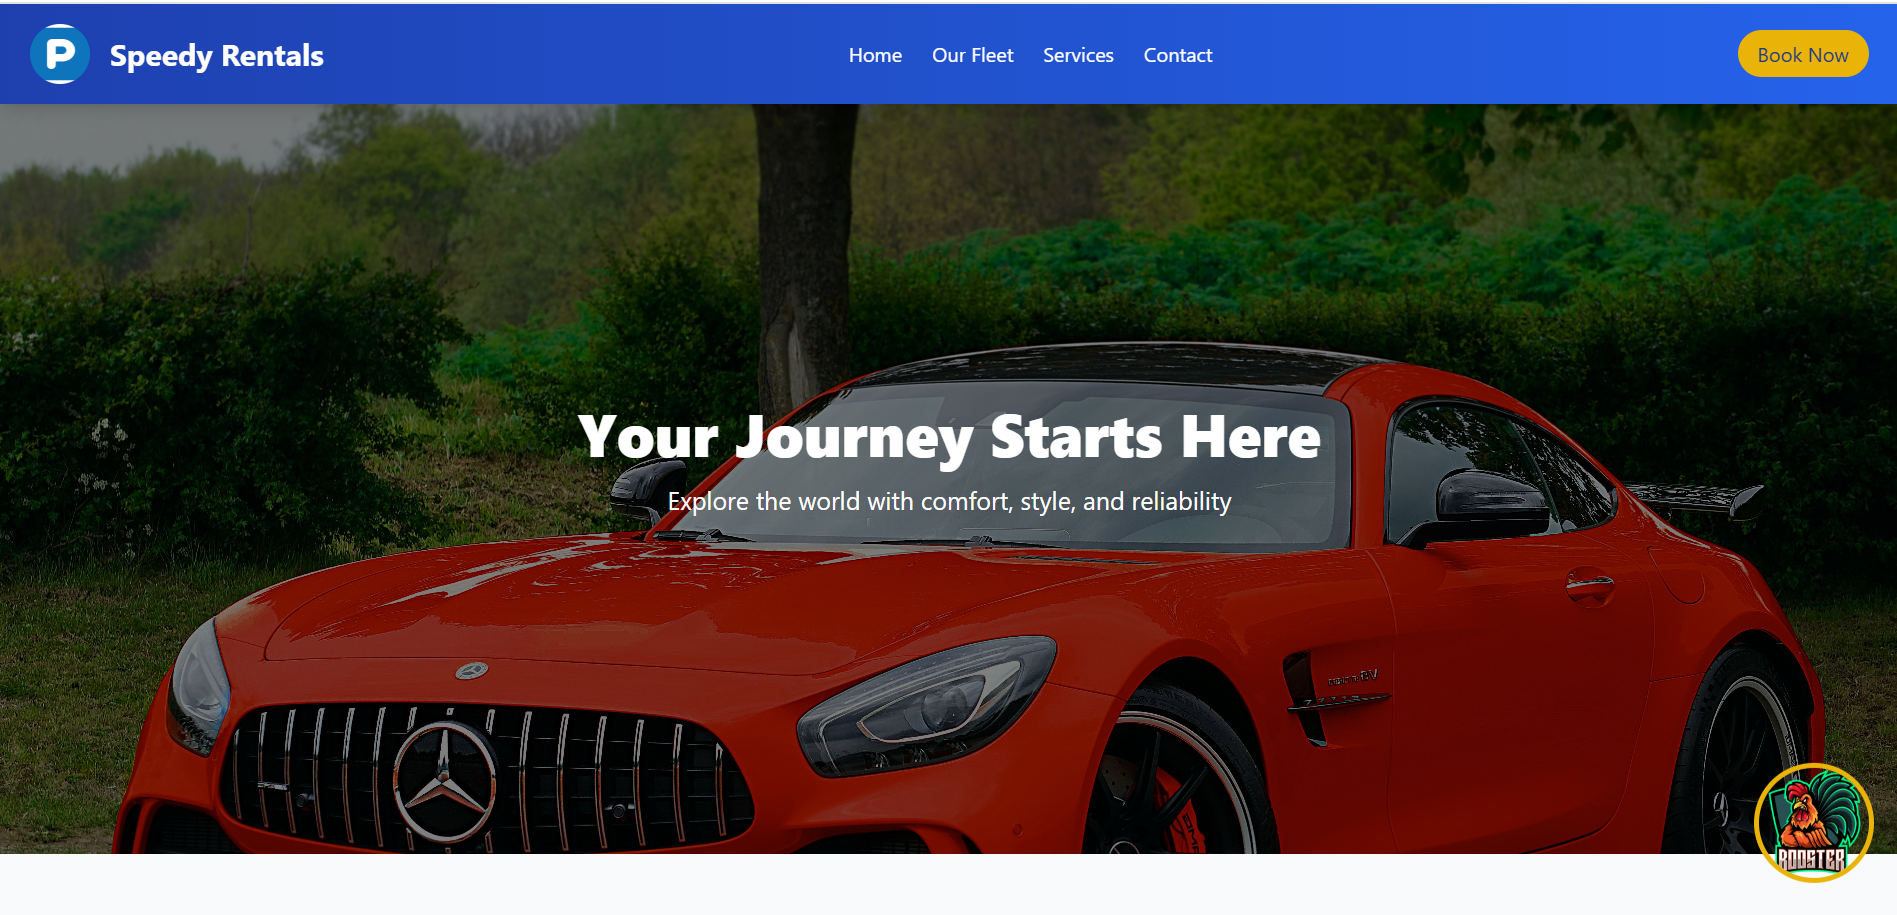 P
Speedy Rentals
Home
Our Fleet
Services
Contact
Book Now
Your Journey Starts Here
Explore the world with comfort, style, and reliability
ROOSTER